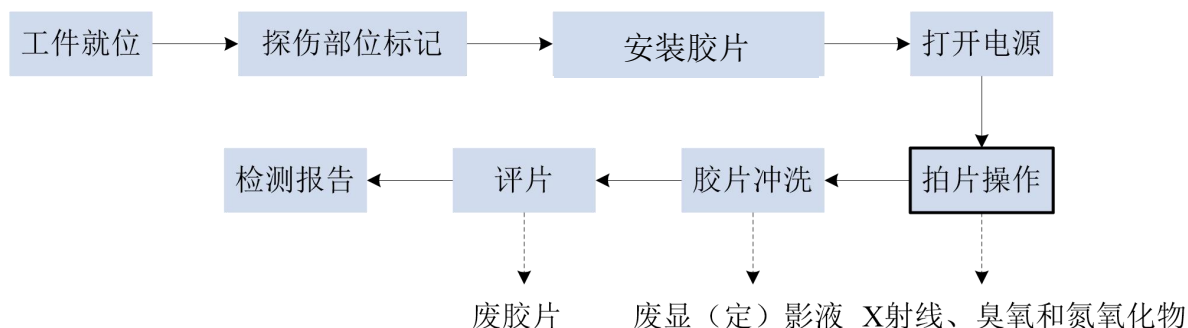 工件就位
探伤部位标记
安装胶片
打开电源
检测报告
评片
胶片冲洗
拍片操作
废胶片
废显（定）影液
X射线、臭氧和氮氧化物